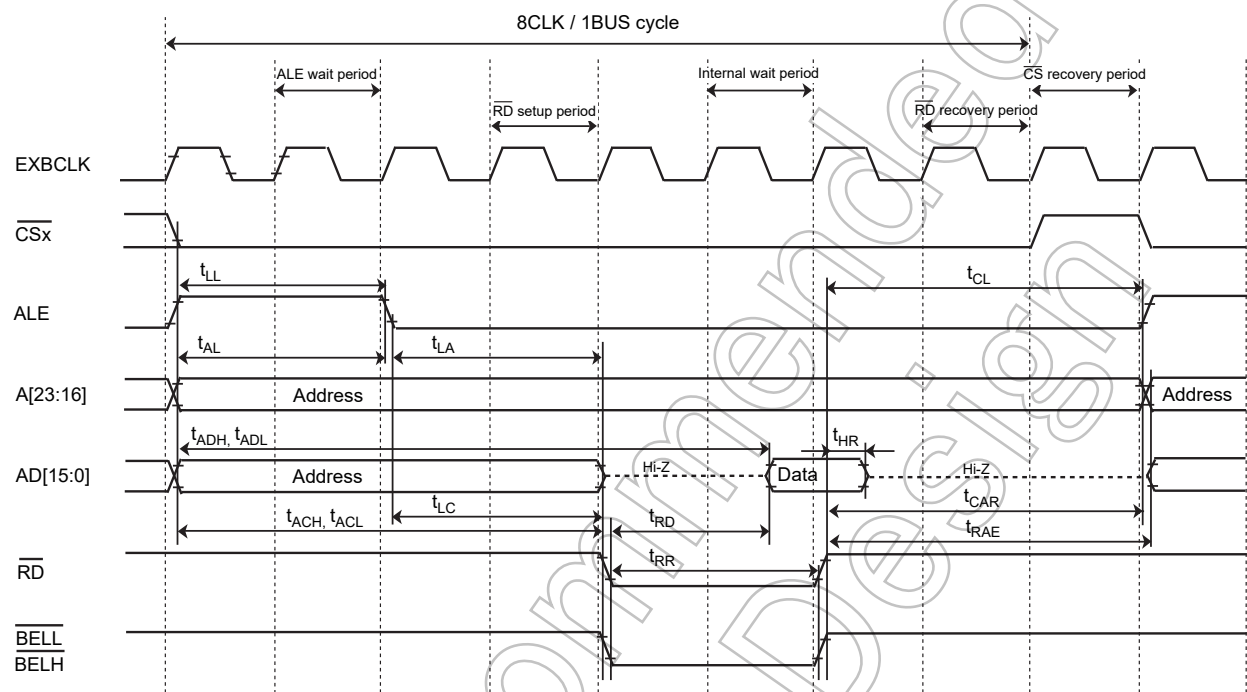 8CLK / 1BUS cycle
ALE wait period
Internal wait period
CS recovery period
RD setup period
RD recovery period
EXBCLK
CSx
tLL
tCL
ALE
tAL
tLA
A[23:16]
Address
Address
tADH, tADL
tHR
AD[15:0]
Address
Hi-Z
Data
Hi-Z
tLC
tCAR
tACH, tACL
tRD
tRAE
tRR
RD
BELL
BELH
Design